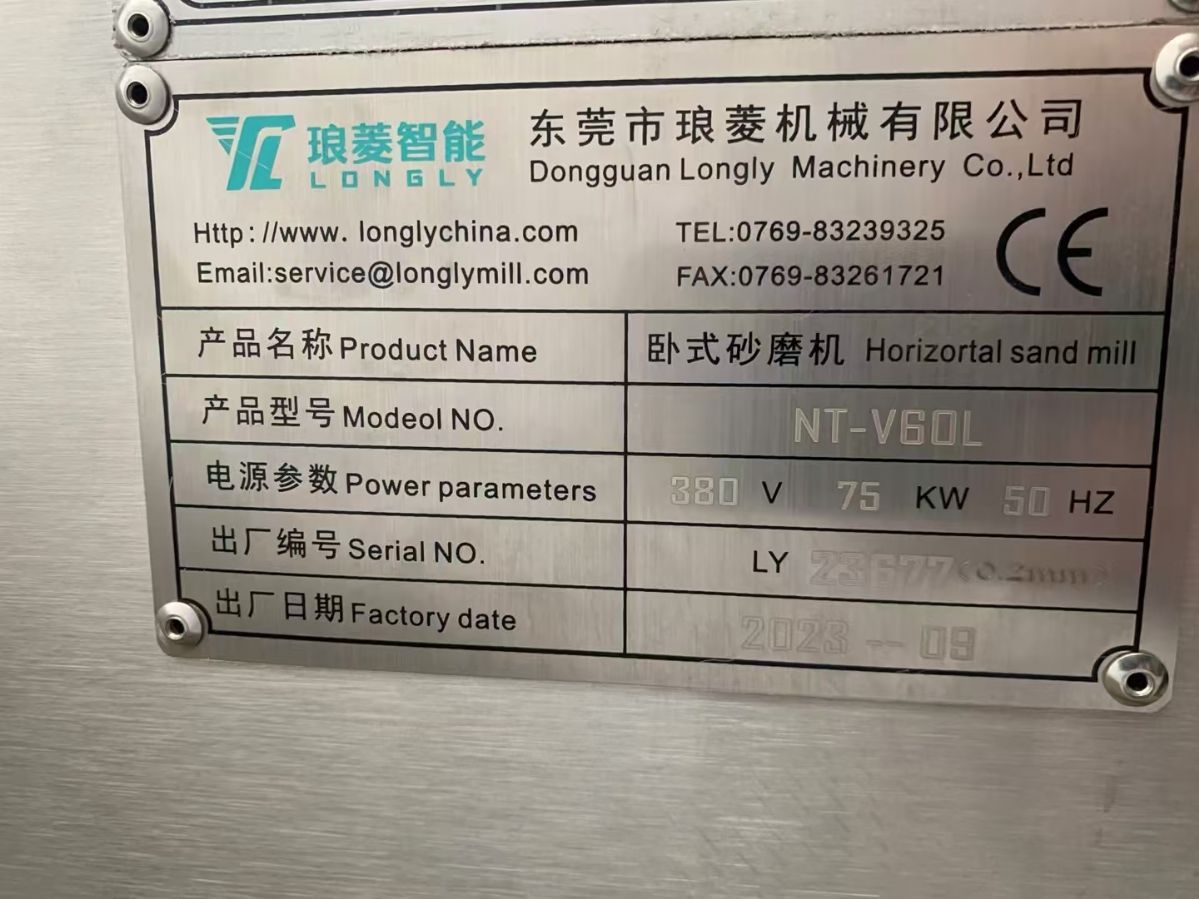 琅菱智能
LONGLY
东莞市琅菱机械有限公司
Dongguan Longly Machinery Co.,Ltd
Http://www. longlychina.com TEL:0769-83239325
Email:service@longlymill.com FAX:0769-83261721
CE
产品名称 Product Name 卧式砂磨机 Horizortal sand mill
产品型号 Modeol NO. NT-V60L
电源参数 Power parameters 380 V 75 KW 50 HZ
出厂编号 Serial NO. LY 23677(0.2mm)
出厂日期 Factory date 2023-09